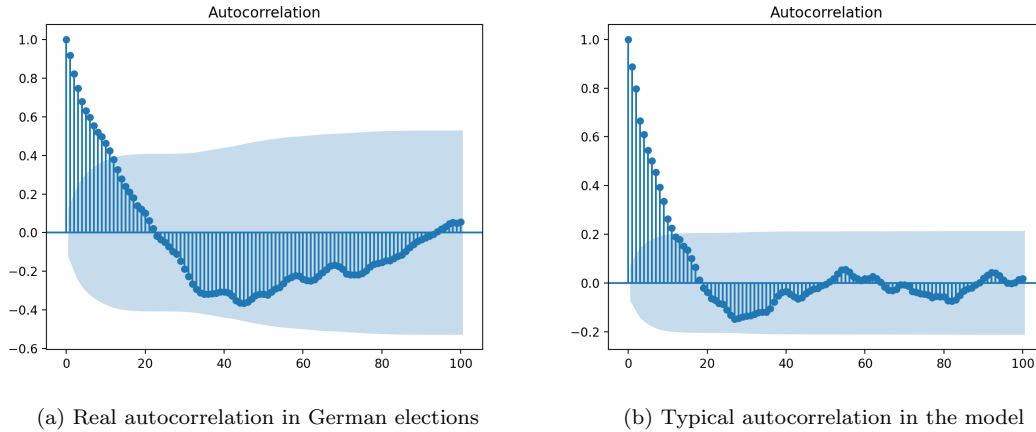 Autocorrelation
1.0
0.8
0.6
0.4
0.2
0.0
−0.2
−0.4
−0.6
0 20 40 60 80 100
(a) Real autocorrelation in German elections
Autocorrelation
1.0
0.8
0.6
0.4
0.2
0.0
−0.2
0 20 40 60 80 100
(b) Typical autocorrelation in the model